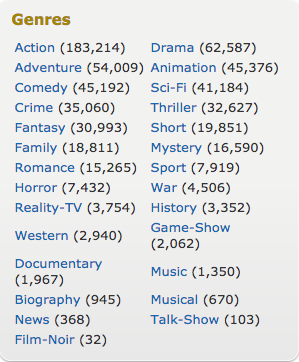 Genres
Action (183,214) Drama (62,587)
Adventure (54,009) Animation (45,376)
Comedy (45,192) Sci-Fi (41,184)
Crime (35,060) Thriller (32,627)
Fantasy (30,993) Short (19,851)
Family (18,811) Mystery (16,590)
Romance (15,265) Sport (7,919)
Horror (7,432) War (4,506)
Reality-TV (3,754) History (3,352)
Western (2,940) Game-Show
(2,062)
Documentary
(1,967) Music (1,350)
Biography (945) Musical (670)
News (368) Talk-Show (103)
Film-Noir (32)